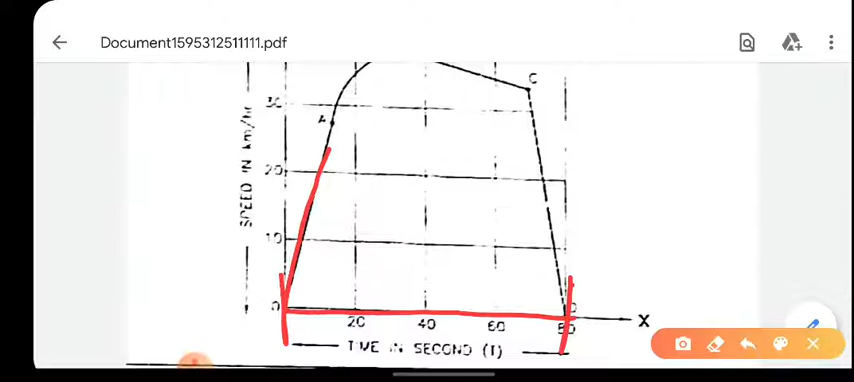 Document1595312511111.pdf
C
30
A
20
SPEED IN km/hr
10
0
D
20 40 60 80
X
TIME IN SECOND (T)